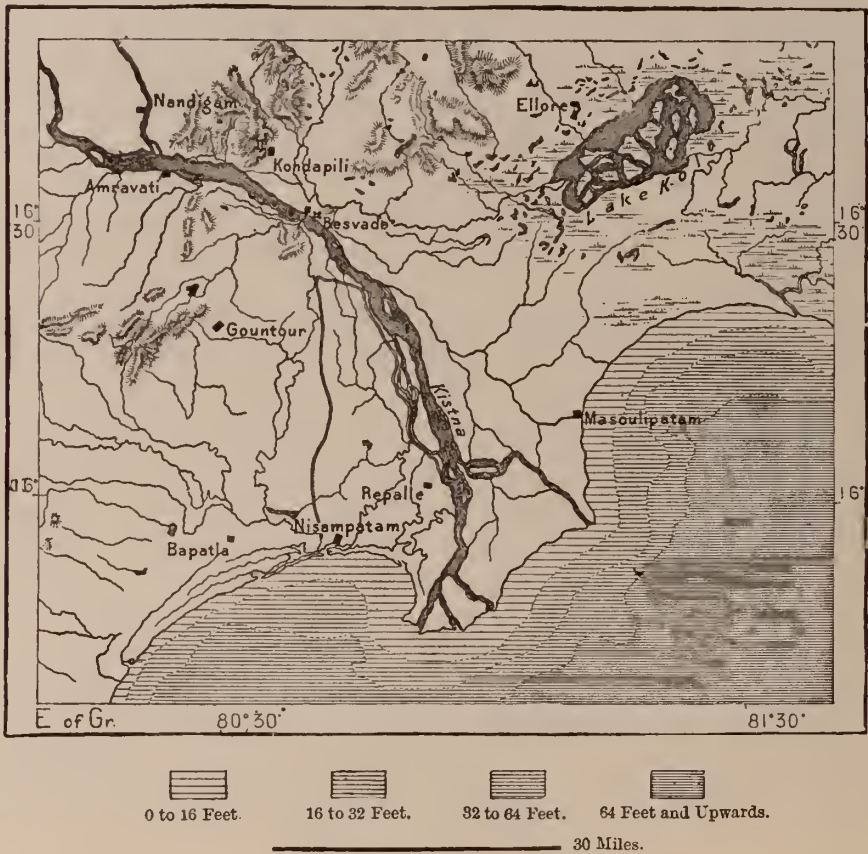 Nandigam
Ellore
Kondapili
Amravati
Lake Ko
16° 30'
16° 30'
Besvade
Gountour
Kistna
Masoulipatam
16°
16°
Repalle
Nisampatam
Bapatla
E of Gr.
80°30'
81°30'
0 to 16 Feet.
16 to 32 Feet.
32 to 64 Feet.
64 Feet and Upwards.
30 Miles.